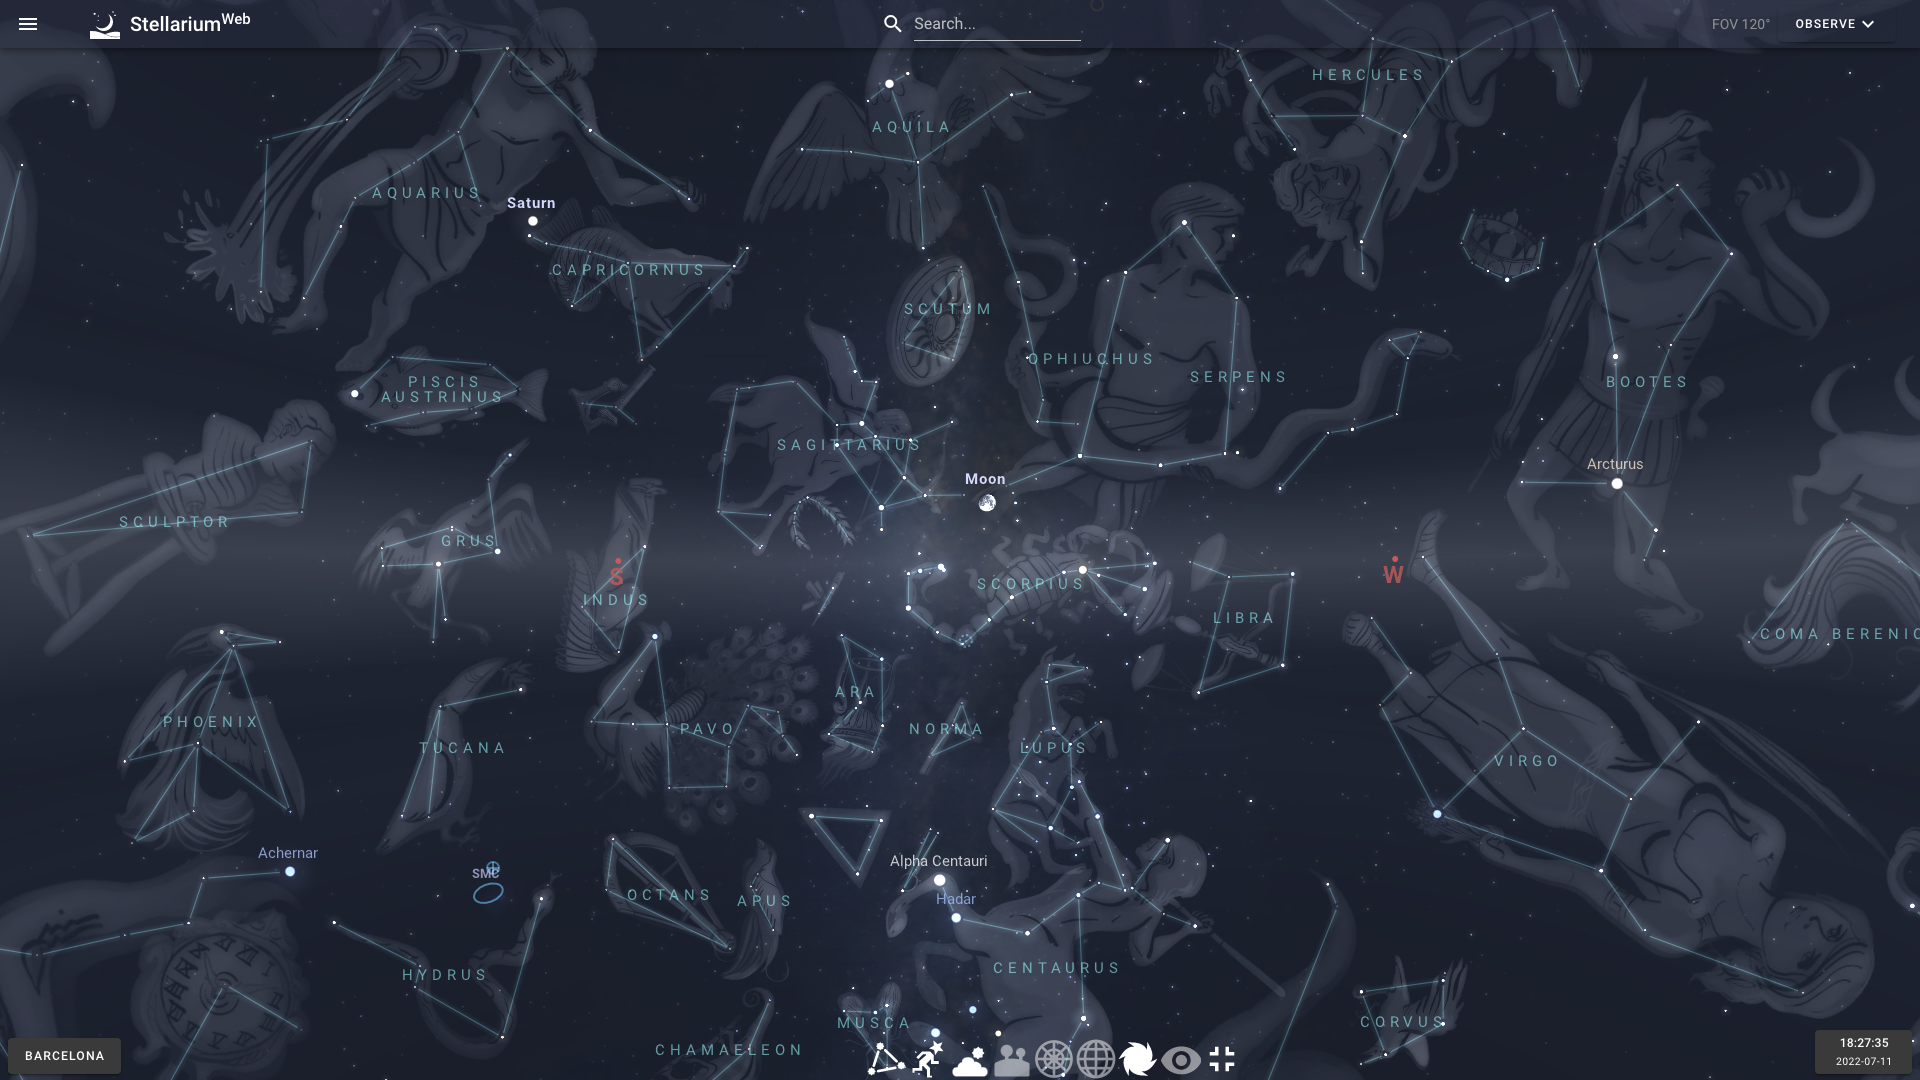 StellariumWeb
Search...
FOV 120°
OBSERVE
HERCULES
AQUILA
AQUARIUS
Saturn
CAPRICORNUS
SCUTUM
OPHIUCHUS
SERPENS
PISCIS
AUSTRINUS
BOOTES
SAGITTARIUS
Arcturus
Moon
SCULPTOR
GRUS
S
W
SCORPIUS
INDUS
LIBRA
COMA BERENIC
ARA
PHOENIX
PAVO
NORMA
TUCANA
LUPUS
VIRGO
Achernar
Alpha Centauri
SMC
OCTANS
APUS
Hadar
CENTAURUS
HYDRUS
MUSCA
CORVUS
CHAMAELEON
BARCELONA
18:27:35
2022-07-11